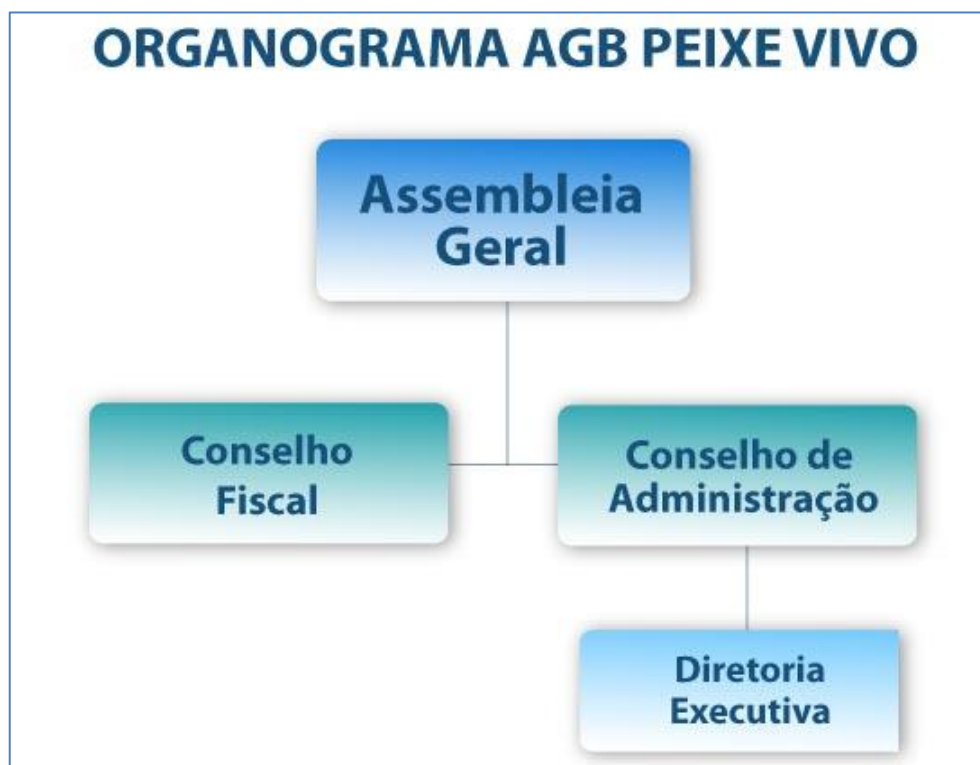 ORGANOGRAMA AGB PEIXE VIVO
Assembleia
Geral
Conselho
Fiscal
Conselho de
Administração
Diretoria
Executiva